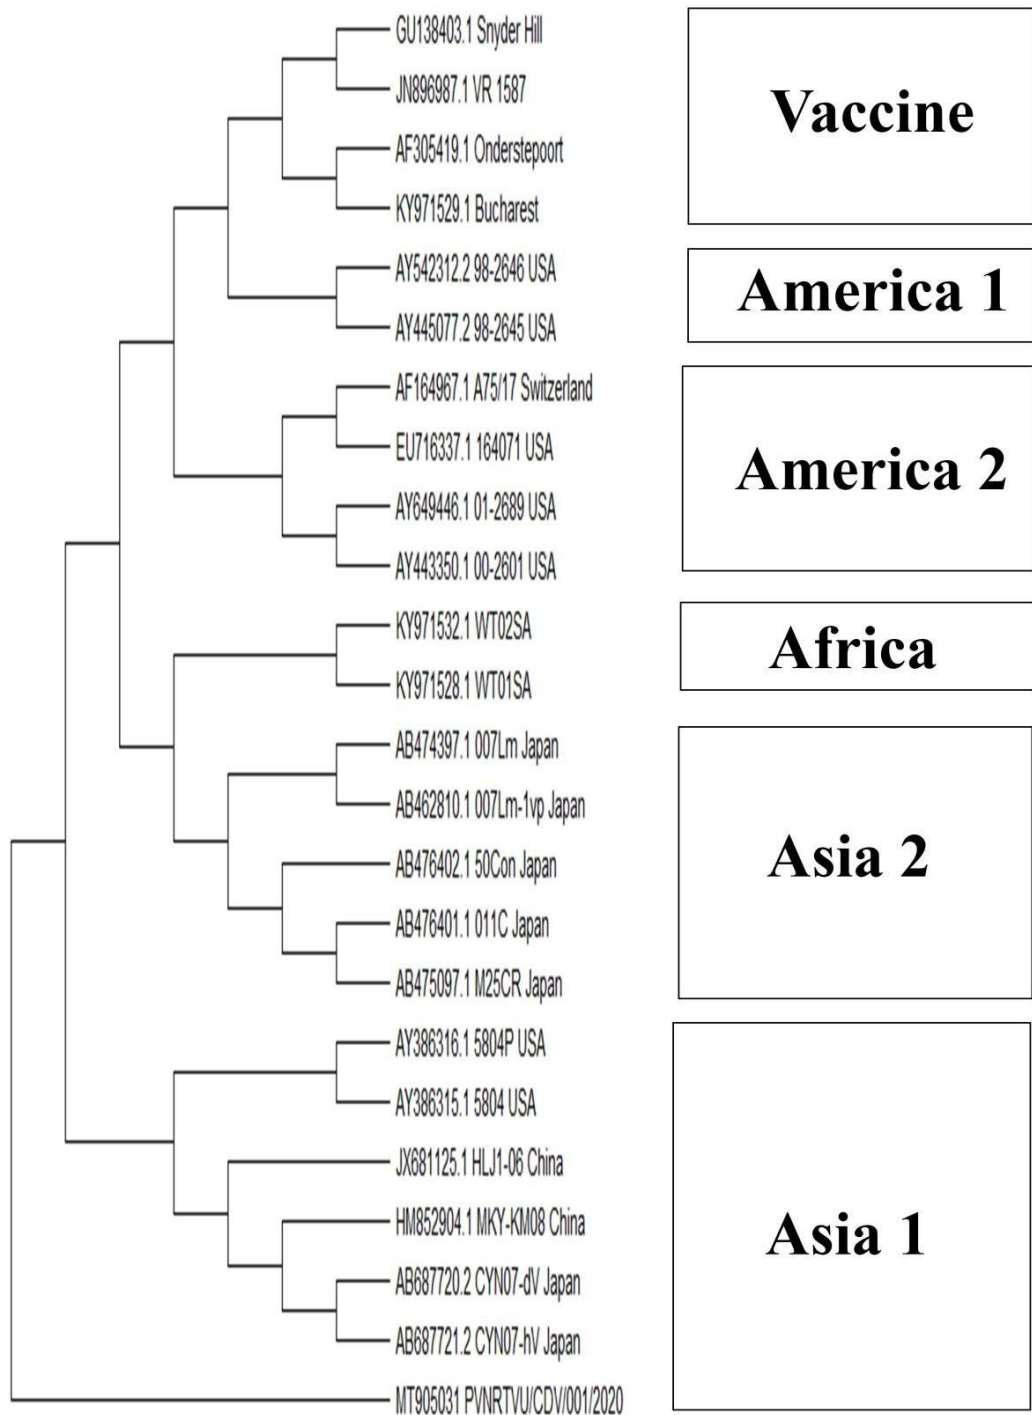 GU138403.1 Snyder Hill
JN896987.1 VR 1587
AF305419.1 Onderstepoort
KY971529.1 Bucharest
Vaccine
AY542312.2 98-2646 USA
AY445077.2 98-2645 USA
America 1
AF164967.1 A75/17 Switzerland
EU716337.1 164071 USA
AY649446.1 01-2689 USA
AY443350.1 00-2601 USA
America 2
KY971532.1 WT02SA
KY971528.1 WT01SA
Africa
AB474397.1 007Lm Japan
AB462810.1 007Lm-1vp Japan
AB476402.1 50Con Japan
AB476401.1 011C Japan
AB475097.1 M25CR Japan
Asia 2
AY386316.1 5804P USA
AY386315.1 5804 USA
JX681125.1 HLJ1-06 China
HM852904.1 MKY-KM08 China
AB687720.2 CYN07-dV Japan
AB687721.2 CYN07-hV Japan
MT905031 PVNRTVU/CDV/001/2020
Asia 1